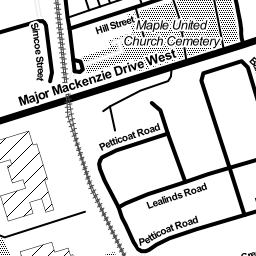 Hill Street
Maple United
Church Cemetery
Simcoe Street
Major Mackenzie Drive West
Petticoat Road
Lealinds Road
Petticoat Road